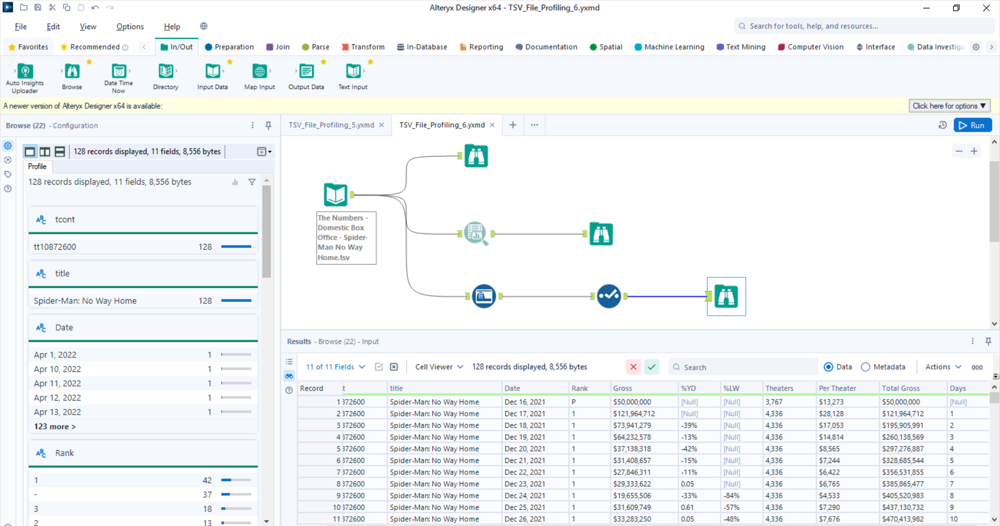 Alteryx Designer x64 - TSV_File_Profiling_6.yxmd
File Edit View Options Help
Search for tools, help, and resources...
Favorites Recommended In/Out Preparation Join Parse Transform In-Database Reporting Documentation Spatial Machine Learning Text Mining Computer Vision Interface Data Investiga
Auto Insights Uploader
Browse
Date Time Now
Directory
Input Data
Map Input
Output Data
Text Input
A newer version of Alteryx Designer x64 is available:
Click here for options ▼
Browse (22) - Configuration
TSV_File_Profiling_5.yxmd
TSV_File_Profiling_6.yxmd
Run
128 records displayed, 11 fields, 8,556 bytes
Profile
128 records displayed, 11 fields, 8,556 bytes
ABC tcont
tt10872600 128
ABC title
Spider-Man: No Way Home 128
ABC Date
Apr 1, 2022 1
Apr 10, 2022 1
Apr 11, 2022 1
Apr 12, 2022 1
Apr 13, 2022 1
123 more >
ABC Rank
1 42
- 37
3 18
2 13
The Numbers -
Domestic Box
Office - Spider-
Man No Way
Home.tsv
Results - Browse (22) - Input
11 of 11 Fields Cell Viewer 128 records displayed, 8,556 bytes Search Data Metadata Actions 000
Record t title Date Rank Gross %YD %LW Theaters Per Theater Total Gross Days
1 372600 Spider-Man: No Way Home Dec 16, 2021 P $50,000,000 [Null] [Null] 3,767 $13,273 $50,000,000 [Null]
2 372600 Spider-Man: No Way Home Dec 17, 2021 1 $121,964,712 [Null] [Null] 4,336 $28,128 $121,964,712 1
3 372600 Spider-Man: No Way Home Dec 18, 2021 1 $73,941,279 -39% [Null] 4,336 $17,053 $195,905,991 2
4 372600 Spider-Man: No Way Home Dec 19, 2021 1 $64,232,578 -13% [Null] 4,336 $14,814 $260,138,569 3
5 372600 Spider-Man: No Way Home Dec 20, 2021 1 $37,138,318 -42% [Null] 4,336 $8,565 $297,276,887 4
6 372600 Spider-Man: No Way Home Dec 21, 2021 1 $31,408,657 -15% [Null] 4,336 $7,244 $328,685,544 5
7 372600 Spider-Man: No Way Home Dec 22, 2021 1 $27,846,311 -11% [Null] 4,336 $6,422 $356,531,855 6
8 372600 Spider-Man: No Way Home Dec 23, 2021 1 $29,333,622 0.05 [Null] 4,336 $6,765 $385,865,477 7
9 372600 Spider-Man: No Way Home Dec 24, 2021 1 $19,655,506 -33% -84% 4,336 $4,533 $405,520,983 8
10 372600 Spider-Man: No Way Home Dec 25, 2021 1 $31,609,749 0.61 -57% 4,336 $7,290 $437,130,732 9
11 372600 Spider-Man: No Way Home Dec 26, 2021 1 $33,283,250 0.05 -48% 4,336 $7,676 $470,413,982 10